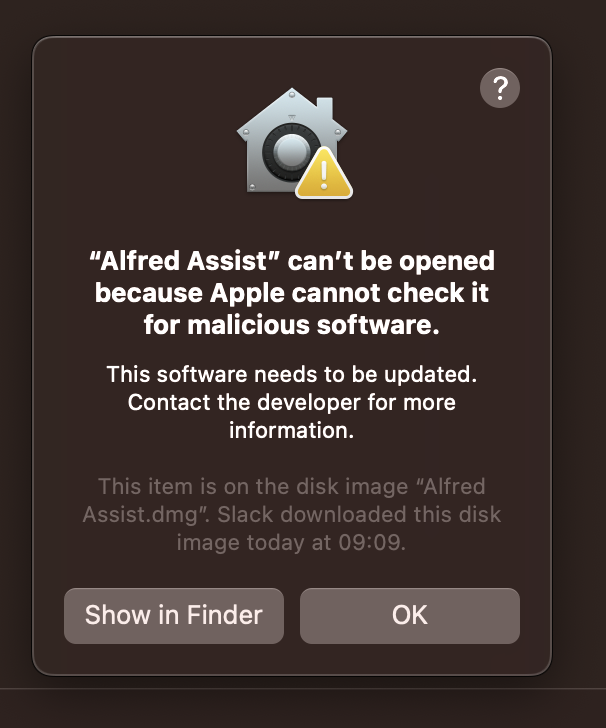 ?
“Alfred Assist” can’t be opened
because Apple cannot check it
for malicious software.
This software needs to be updated.
Contact the developer for more
information.
This item is on the disk image “Alfred
Assist.dmg”. Slack downloaded this disk
image today at 09:09.
Show in Finder
OK